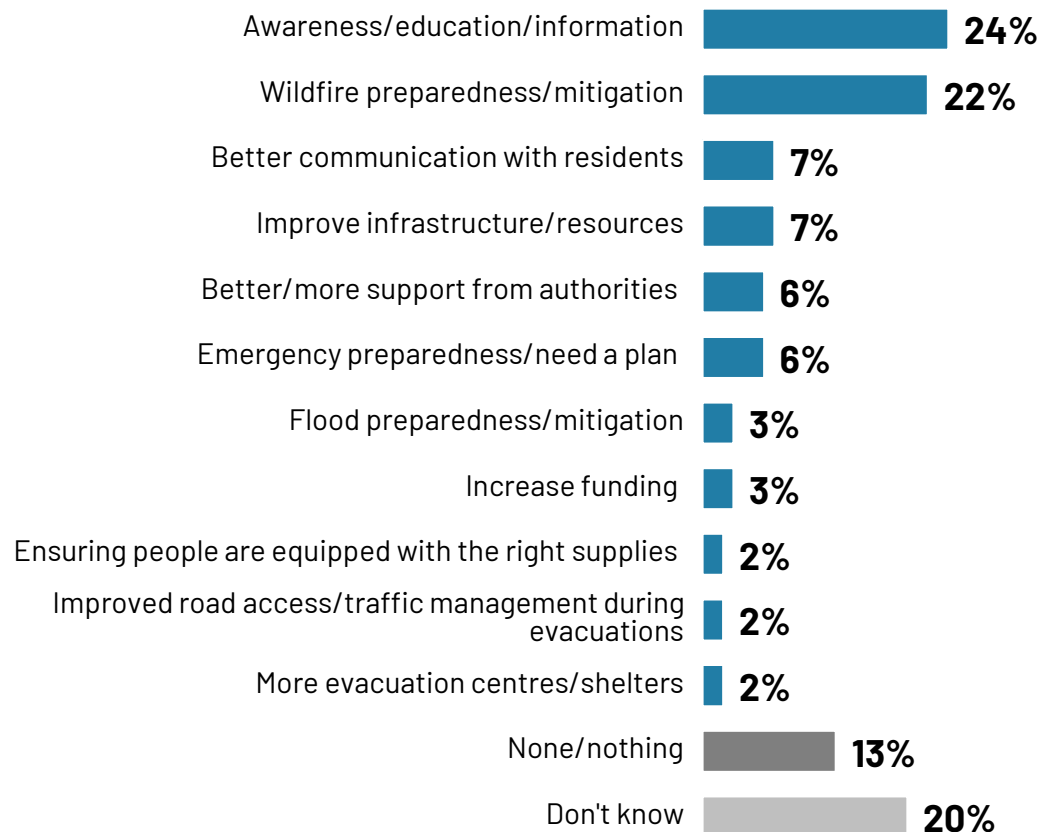 Awareness/education/information 24%
Wildfire preparedness/mitigation 22%
Better communication with residents 7%
Improve infrastructure/resources 7%
Better/more support from authorities 6%
Emergency preparedness/need a plan 6%
Flood preparedness/mitigation 3%
Increase funding 3%
Ensuring people are equipped with the right supplies 2%
Improved road access/traffic management during
evacuations 2%
More evacuation centres/shelters 2%
None/nothing 13%
Don't know 20%